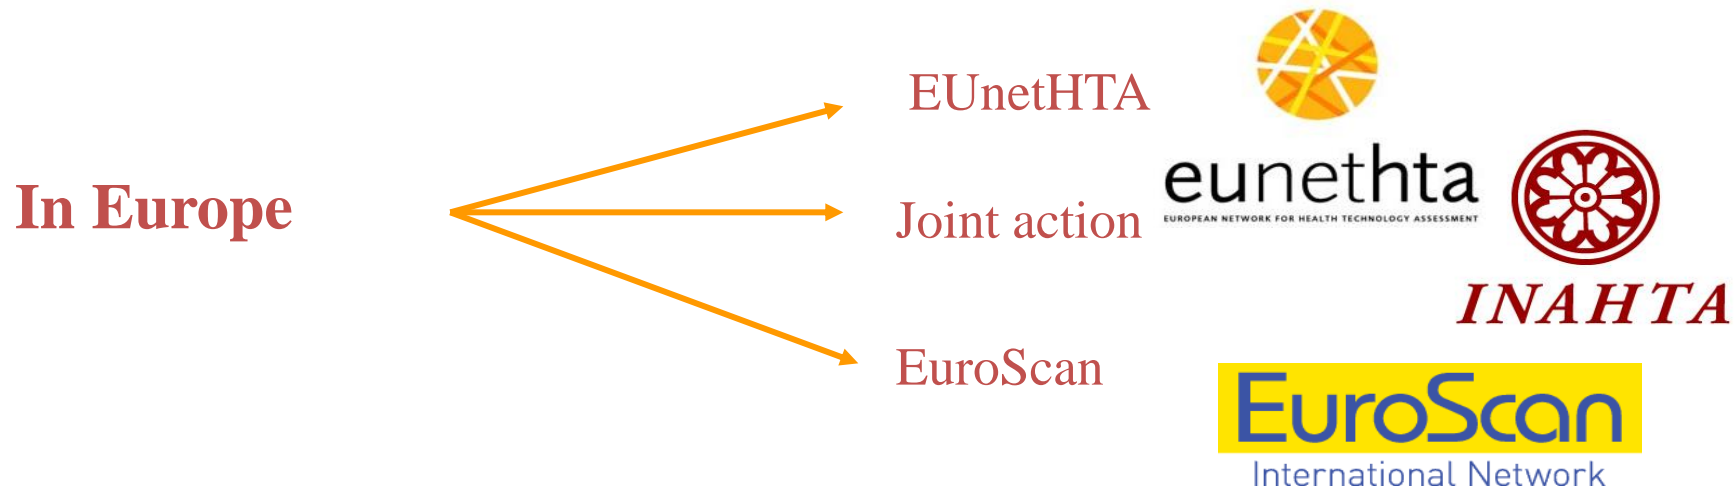 In Europe
EUnetHTA
Joint action
EuroScan
eunethta
EUROPEAN NETWORK FOR HEALTH TECHNOLOGY ASSESSMENT
INAHTA
EuroScan
International Network